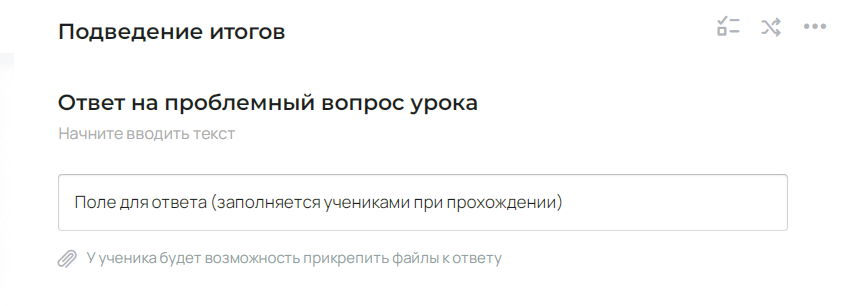 Подведение итогов
Ответ на проблемный вопрос урока
Начните вводить текст
Поле для ответа (заполняется учениками при прохождении)
У ученика будет возможность прикрепить файлы к ответу